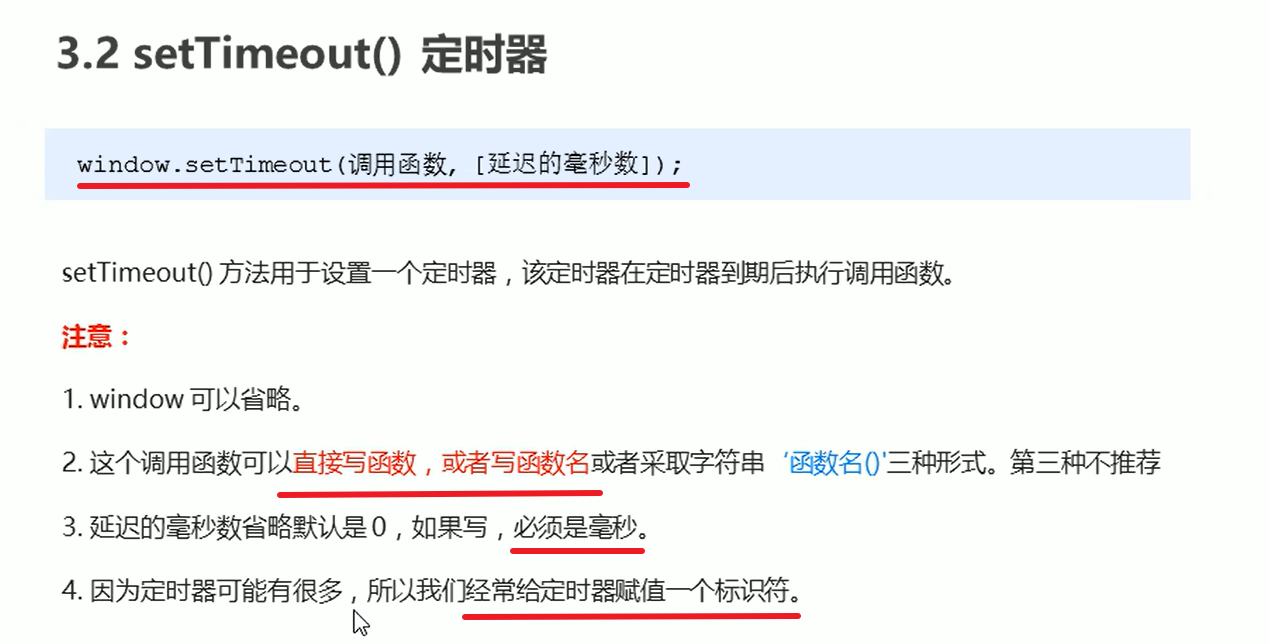 3.2 setTimeout() 定时器
window.setTimeout(调用函数, [延迟的毫秒数]);
setTimeout() 方法用于设置一个定时器，该定时器在定时器到期后执行调用函数。
注意：
1. window 可以省略。
2. 这个调用函数可以直接写函数，或者写函数名或者采取字符串‘函数名()'三种形式。第三种不推荐
3. 延迟的毫秒数省略默认是 0，如果写，必须是毫秒。
4. 因为定时器可能有很多，所以我们经常给定时器赋值一个标识符。